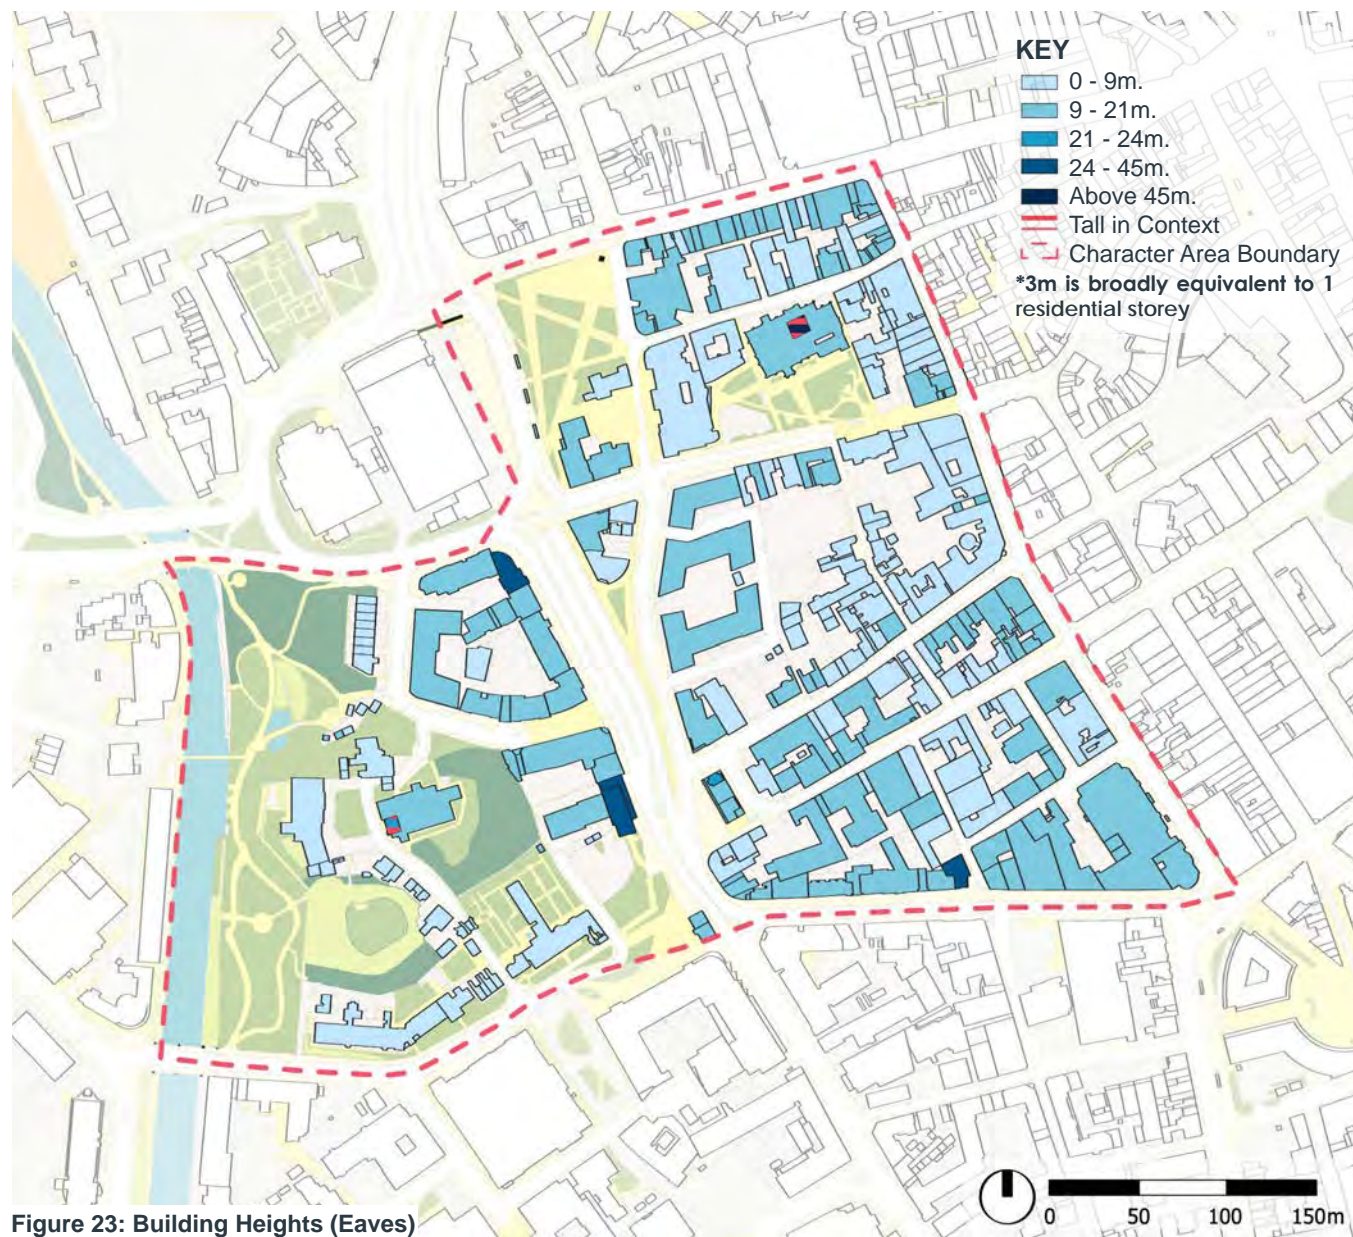 KEY
0 - 9m.
9 - 21m.
21 - 24m.
24 - 45m.
Above 45m.
Tall in Context
Character Area Boundary
*3m is broadly equivalent to 1
residential storey
0 50 100 150m
Figure 23: Building Heights (Eaves)